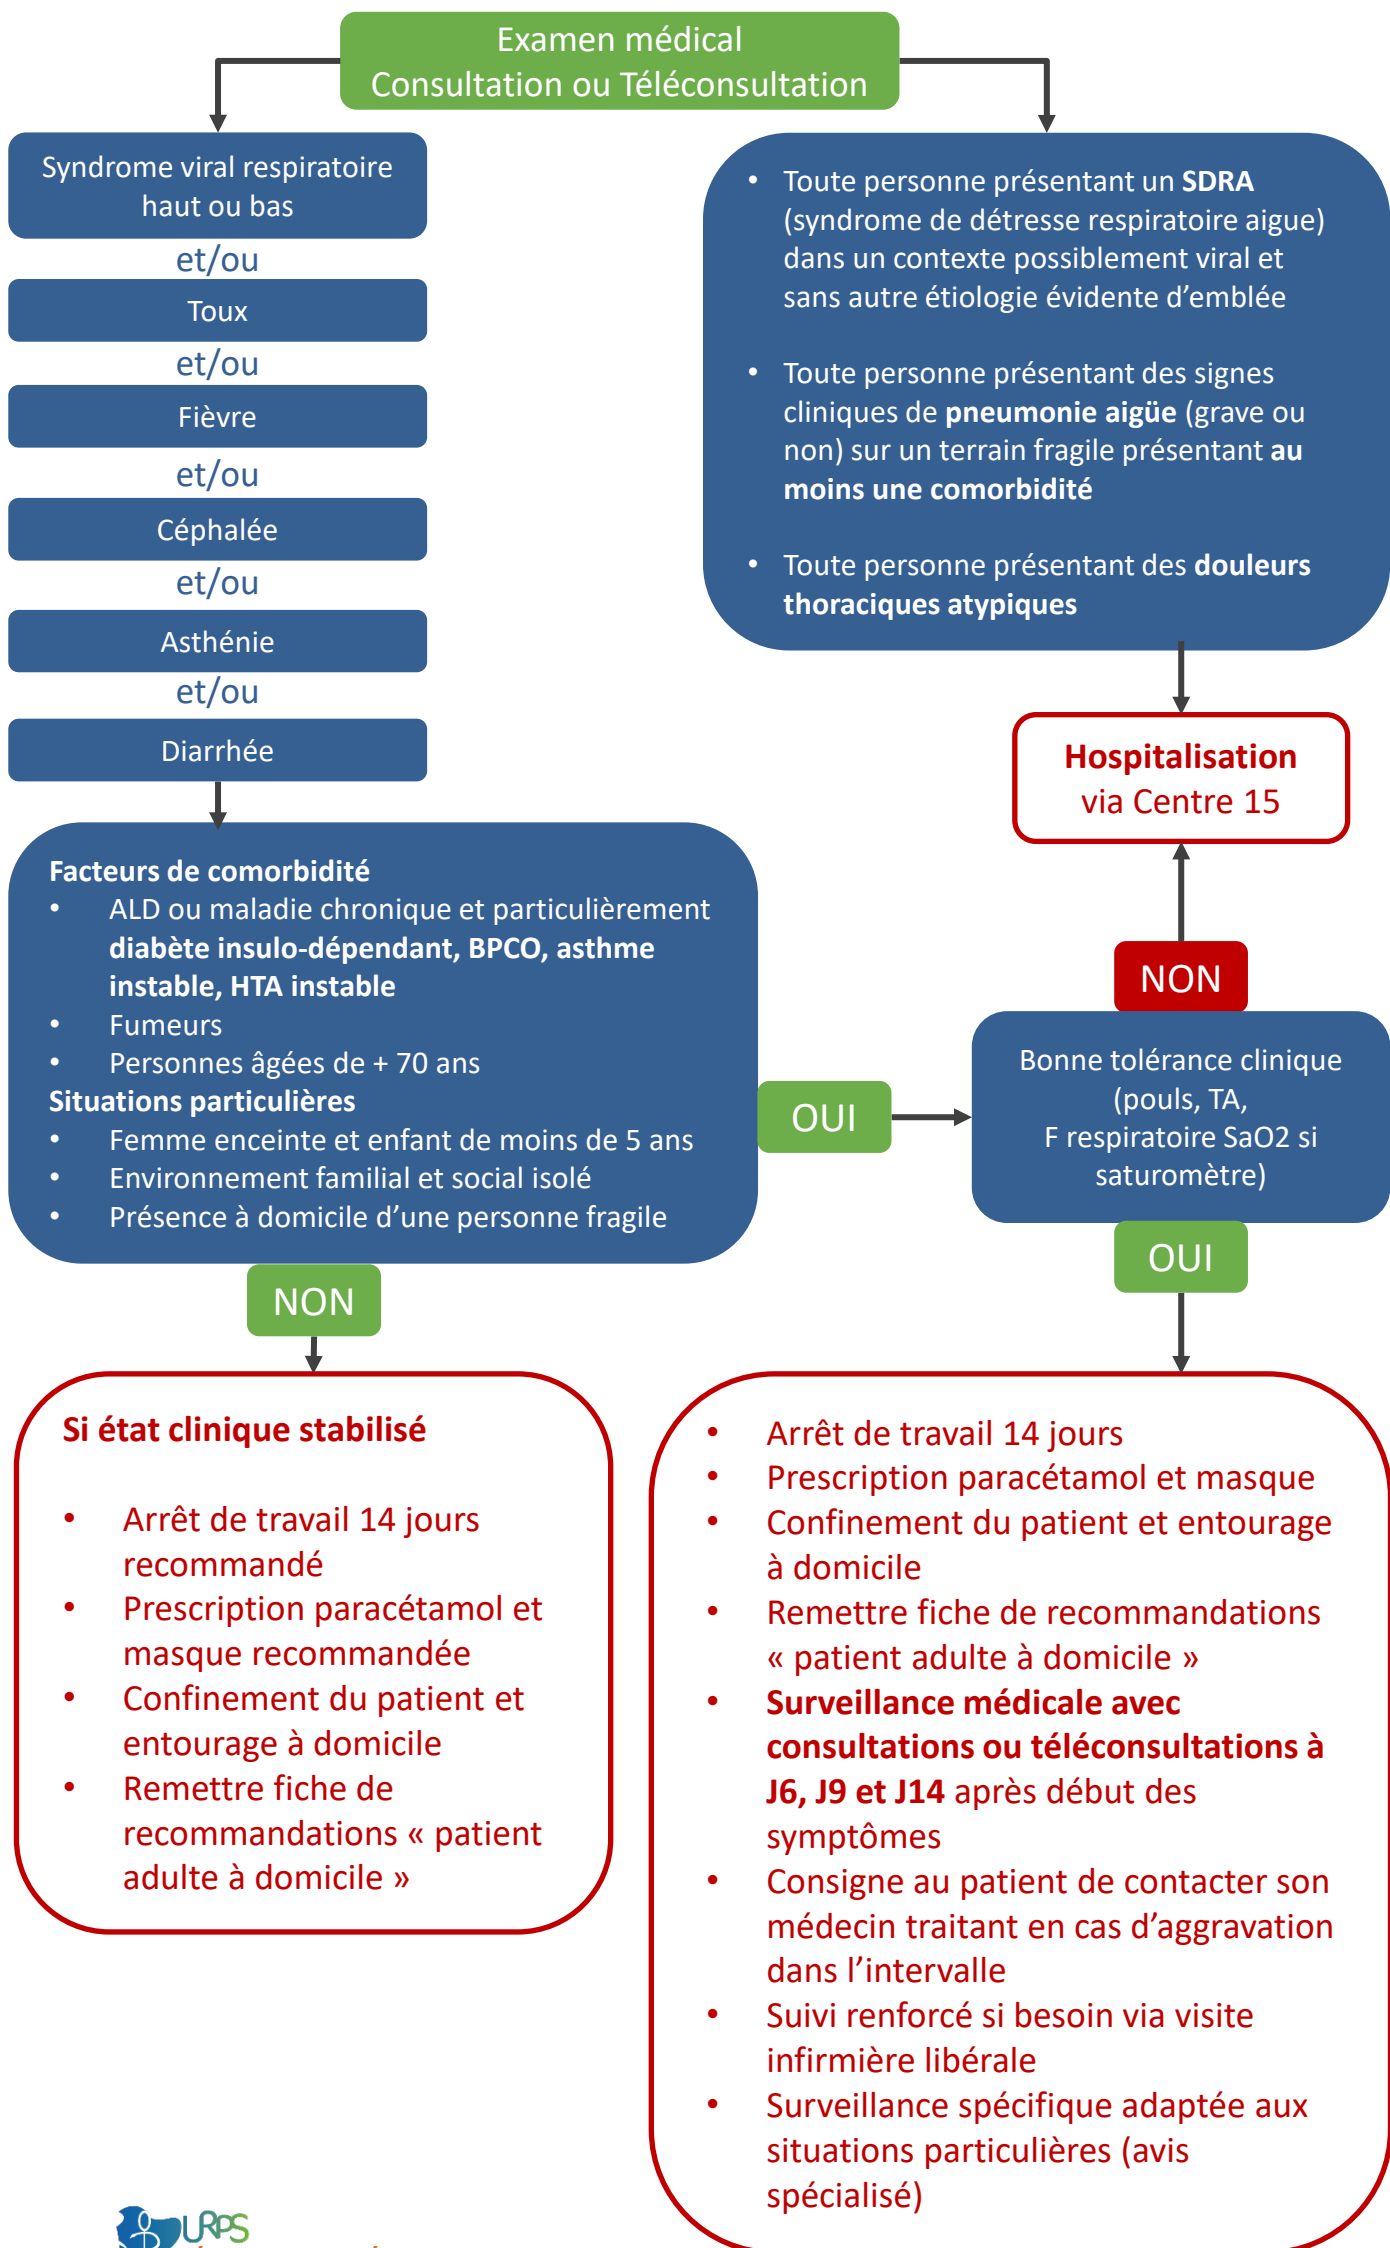 Examen médical
Consultation ou Téléconsultation
Syndrome viral respiratoire
haut ou bas
et/ou
Toux
et/ou
Fièvre
et/ou
Céphalée
et/ou
Asthénie
et/ou
Diarrhée
• Toute personne présentant un SDRA
(syndrome de détresse respiratoire aigue)
dans un contexte possiblement viral et
sans autre étiologie évidente d’emblée
• Toute personne présentant des signes
cliniques de pneumonie aigüe (grave ou
non) sur un terrain fragile présentant au
moins une comorbidité
• Toute personne présentant des douleurs
thoraciques atypiques
Hospitalisation
via Centre 15
NON
Facteurs de comorbidité
• ALD ou maladie chronique et particulièrement
diabète insulo-dépendant, BPCO, asthme
instable, HTA instable
• Fumeurs
• Personnes âgées de + 70 ans
Situations particulières
• Femme enceinte et enfant de moins de 5 ans
• Environnement familial et social isolé
• Présence à domicile d’une personne fragile
OUI
Bonne tolérance clinique
(pouls, TA,
F respiratoire SaO2 si
saturomètre)
OUI
NON
Si état clinique stabilisé
• Arrêt de travail 14 jours
recommandé
• Prescription paracétamol et
masque recommandée
• Confinement du patient et
entourage à domicile
• Remettre fiche de
recommandations « patient
adulte à domicile »
• Arrêt de travail 14 jours
• Prescription paracétamol et masque
• Confinement du patient et entourage
à domicile
• Remettre fiche de recommandations
« patient adulte à domicile »
• Surveillance médicale avec
consultations ou téléconsultations à
J6, J9 et J14 après début des
symptômes
• Consigne au patient de contacter son
médecin traitant en cas d’aggravation
dans l’intervalle
• Suivi renforcé si besoin via visite
infirmière libérale
• Surveillance spécifique adaptée aux
situations particulières (avis
spécialisé)
URPS